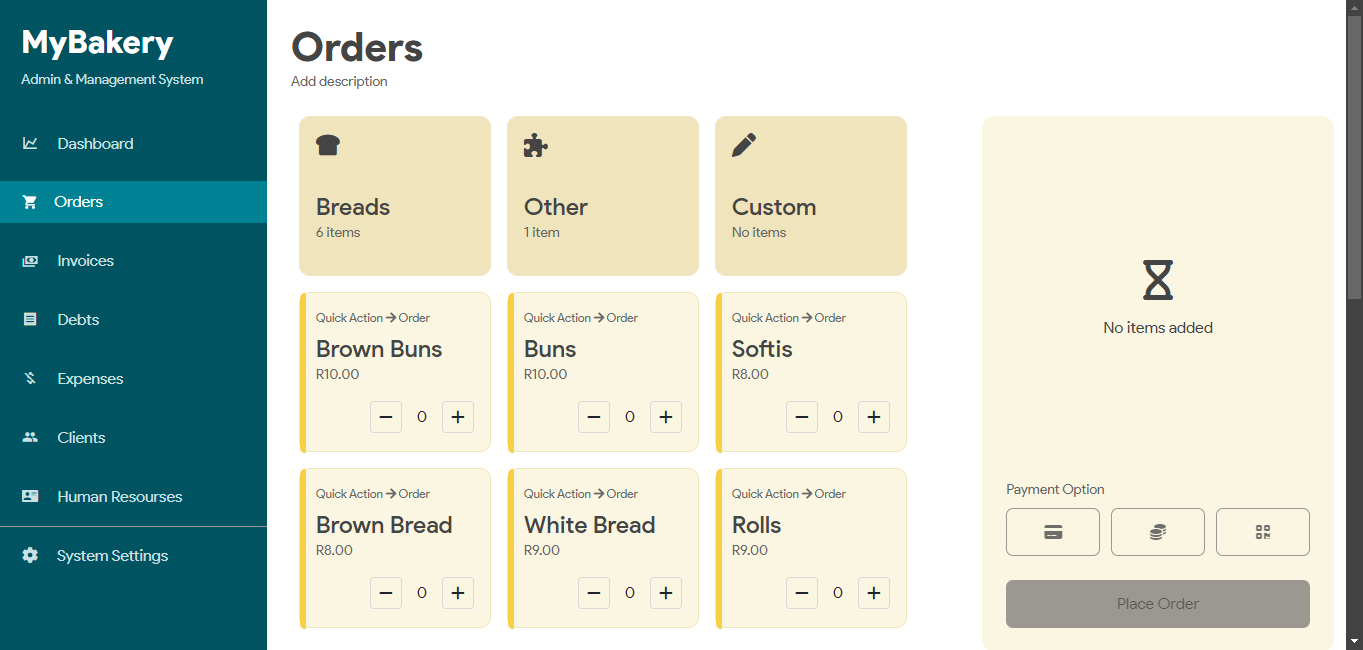 MyBakery
Admin & Management System
Dashboard
Orders
Invoices
Debts
Expenses
Clients
Human Resourses
System Settings
Orders
Add description
Breads
6 items
Other
1 item
Custom
No items
Quick Action → Order
Brown Buns
R10.00
0
Quick Action → Order
Buns
R10.00
0
Quick Action → Order
Softis
R8.00
0
Quick Action → Order
Brown Bread
R8.00
0
Quick Action → Order
White Bread
R9.00
0
Quick Action → Order
Rolls
R9.00
0
No items added
Payment Option
Place Order